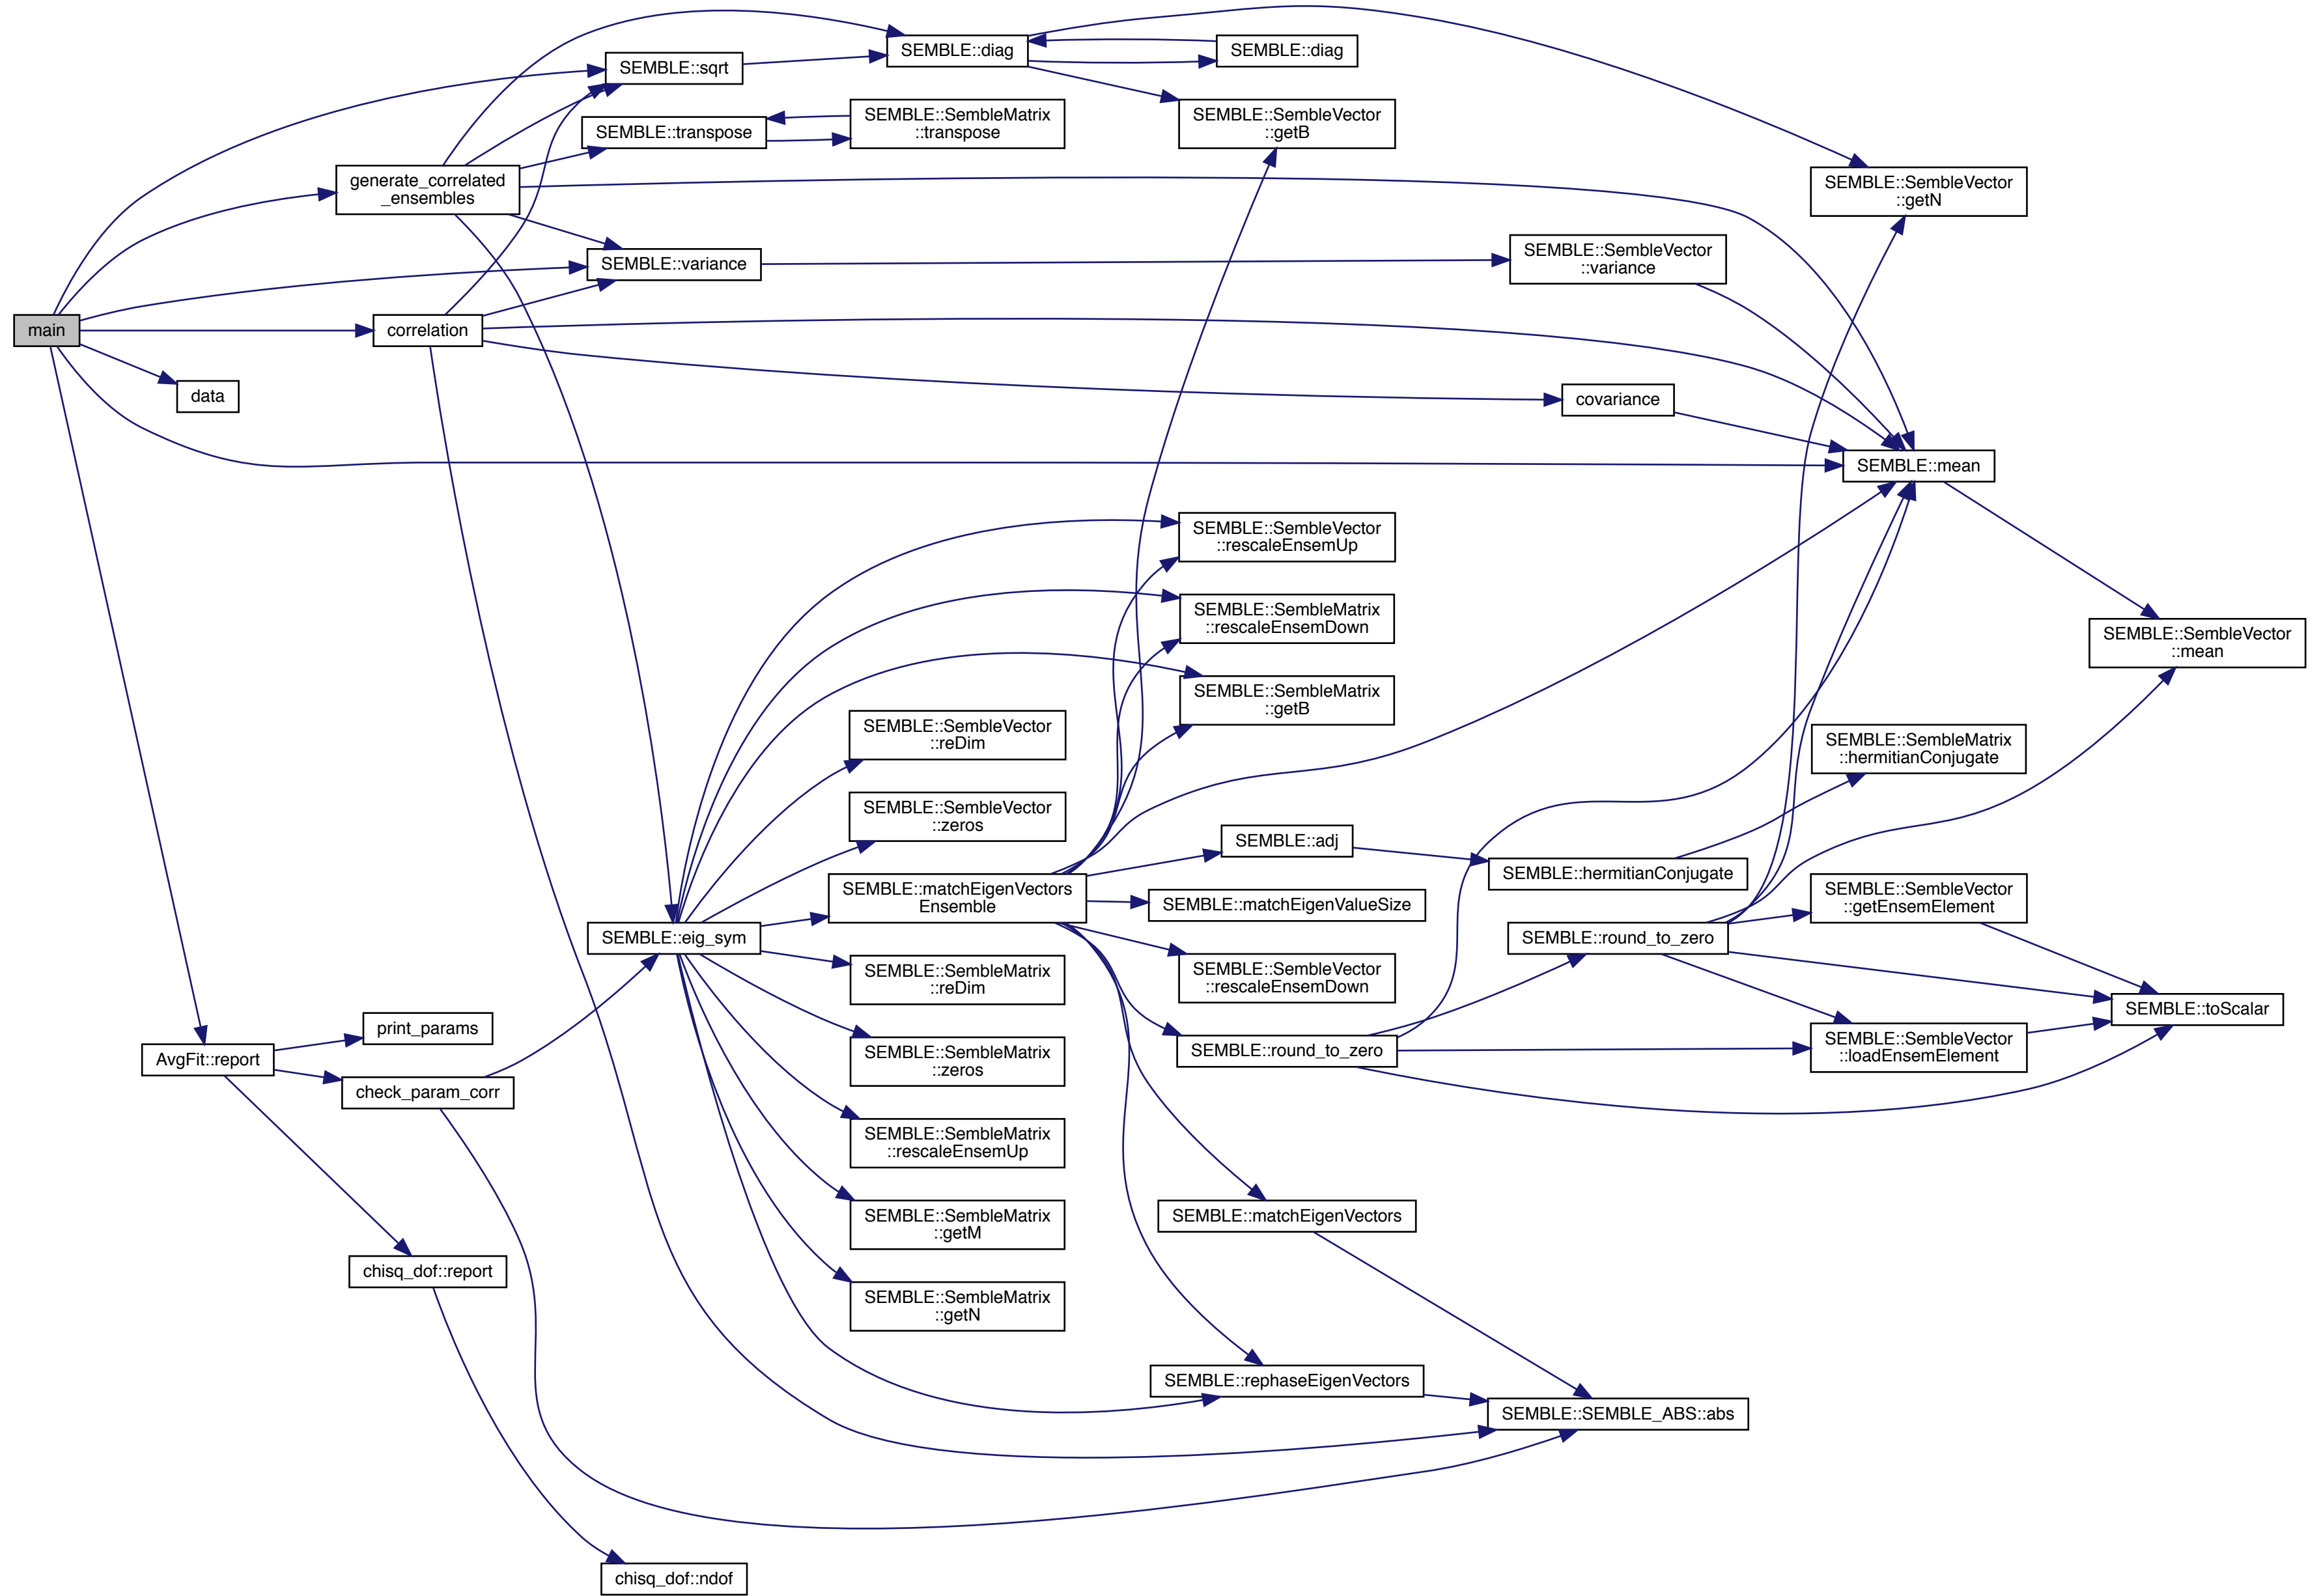 main
data
AvgFit::report
generate_correlated
_ensembles
correlation
print_params
check_param_corr
chisq_dof::report
SEMBLE::sqrt
SEMBLE::transpose
SEMBLE::variance
SEMBLE::eig_sym
chisq_dof::ndof
SEMBLE::diag
SEMBLE::SembleMatrix
::transpose
SEMBLE::SembleVector
::reDim
SEMBLE::SembleVector
::zeros
SEMBLE::matchEigenVectors
Ensemble
SEMBLE::SembleMatrix
::reDim
SEMBLE::SembleMatrix
::zeros
SEMBLE::SembleMatrix
::rescaleEnsemUp
SEMBLE::SembleMatrix
::getM
SEMBLE::SembleMatrix
::getN
SEMBLE::diag
SEMBLE::SembleVector
::getB
SEMBLE::SembleVector
::rescaleEnsemUp
SEMBLE::SembleMatrix
::rescaleEnsemDown
SEMBLE::SembleMatrix
::getB
SEMBLE::adj
SEMBLE::matchEigenValueSize
SEMBLE::SembleVector
::rescaleEnsemDown
SEMBLE::round_to_zero
SEMBLE::matchEigenVectors
SEMBLE::rephaseEigenVectors
SEMBLE::SembleVector
::variance
covariance
SEMBLE::hermitianConjugate
SEMBLE::round_to_zero
SEMBLE::SEMBLE_ABS::abs
SEMBLE::SembleVector
::getN
SEMBLE::mean
SEMBLE::SembleMatrix
::hermitianConjugate
SEMBLE::SembleVector
::getEnsemElement
SEMBLE::SembleVector
::loadEnsemElement
SEMBLE::SembleVector
::mean
SEMBLE::toScalar